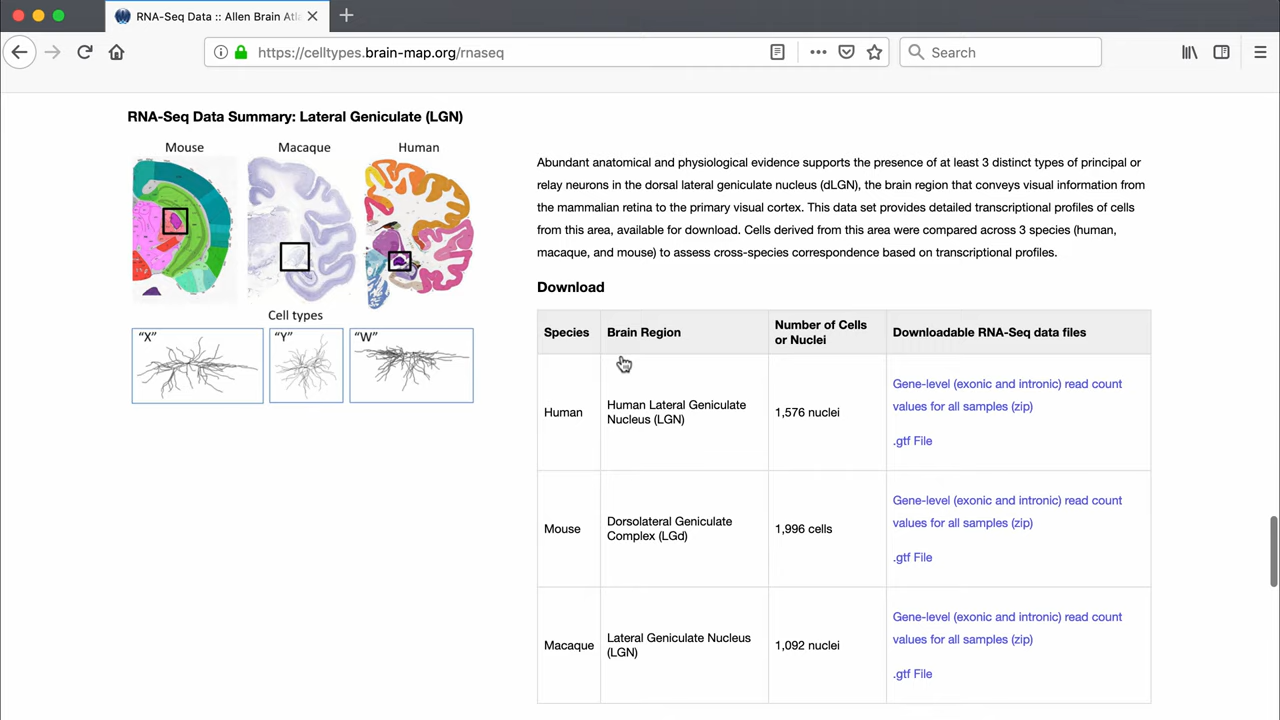 RNA-Seq Data :: Allen Brain Atla
https://celltypes.brain-map.org/rnaseq
Search
RNA-Seq Data Summary: Lateral Geniculate (LGN)
Mouse Macaque Human
Cell types
“X” “Y” “W”
Abundant anatomical and physiological evidence supports the presence of at least 3 distinct types of principal or
relay neurons in the dorsal lateral geniculate nucleus (dLGN), the brain region that conveys visual information from
the mammalian retina to the primary visual cortex. This data set provides detailed transcriptional profiles of cells
from this area, available for download. Cells derived from this area were compared across 3 species (human,
macaque, and mouse) to assess cross-species correspondence based on transcriptional profiles.
Download
Species Brain Region Number of Cells or Nuclei Downloadable RNA-Seq data files
Human
Human Lateral Geniculate
Nucleus (LGN)
1,576 nuclei
Gene-level (exonic and intronic) read count
values for all samples (zip)
.gtf File
Mouse
Dorsolateral Geniculate
Complex (LGd)
1,996 cells
Gene-level (exonic and intronic) read count
values for all samples (zip)
.gtf File
Macaque
Lateral Geniculate Nucleus
(LGN)
1,092 nuclei
Gene-level (exonic and intronic) read count
values for all samples (zip)
.gtf File